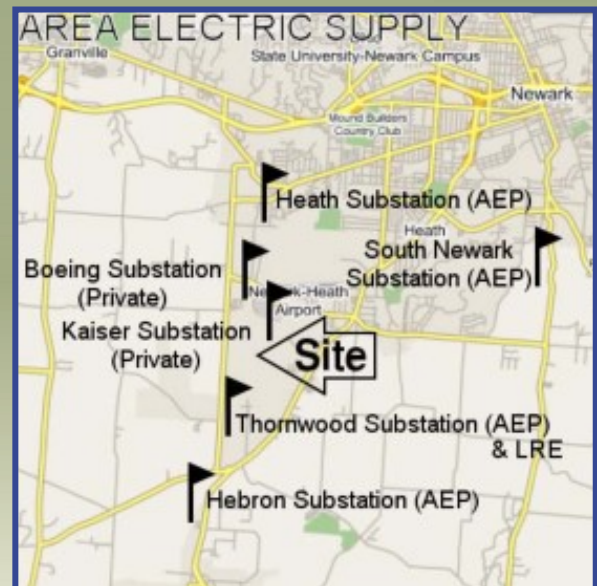 AREA ELECTRIC SUPPLY
Granville
State University-Newark Campus
Newark
Mound Builders
Country Club
Heath Substation (AEP)
Heath
South Newark
Substation (AEP)
Boeing Substation
(Private)
Newark-Heath
Airport
Kaiser Substation
(Private)
Site
Thornwood Substation (AEP)
& LRE
Hebron Substation (AEP)